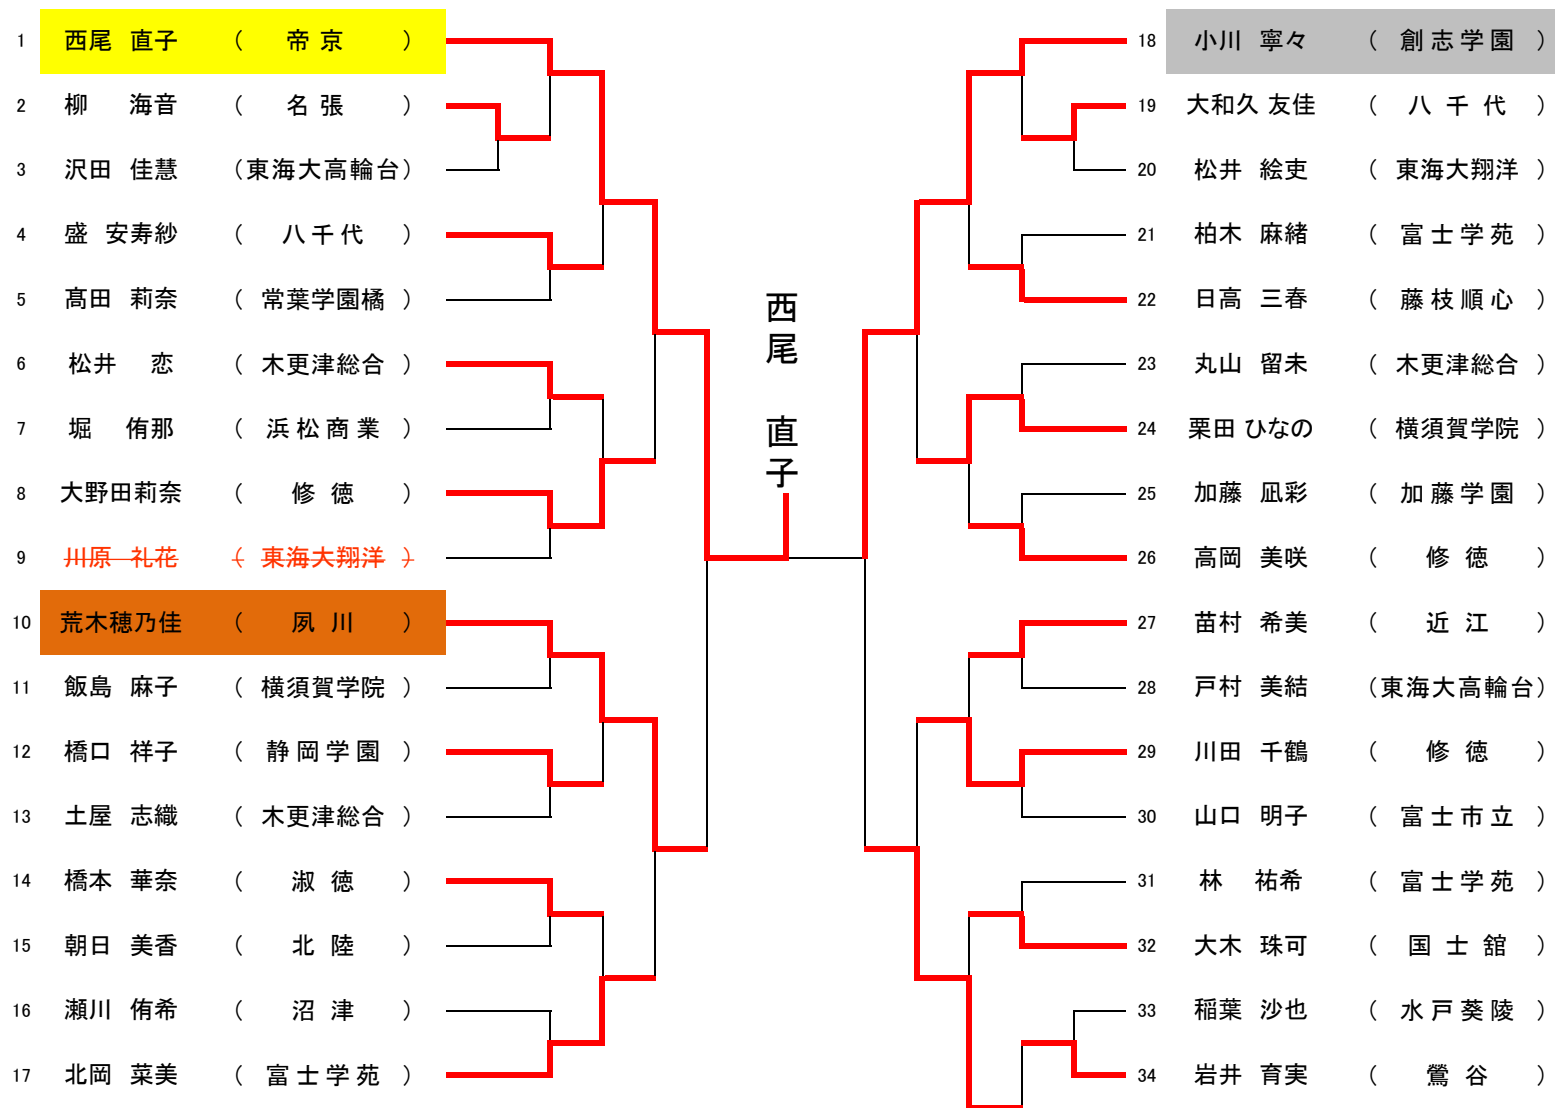 1 西尾 直子 ( 帝 京 )
2 柳 海音 ( 名 張 )
3 沢田 佳慧 (東海大高輪台)
4 盛 安寿紗 ( 八千代 )
5 髙田 莉奈 ( 常葉学園橘 )
6 松井 恋 ( 木更津総合 )
7 堀 侑那 ( 浜松商業 )
8 大野田莉奈 ( 修 徳 )
9 川原 礼花 ( 東海大翔洋 )
10 荒木穂乃佳 ( 夙 川 )
11 飯島 麻子 ( 横須賀学院 )
12 橋口 祥子 ( 静岡学園 )
13 土屋 志織 ( 木更津総合 )
14 橋本 華奈 ( 淑 徳 )
15 朝日 美香 ( 北 陸 )
16 瀬川 侑希 ( 沼 津 )
17 北岡 菜美 ( 富士学苑 )
西尾 直子
18 小川 寧々 ( 創志学園 )
19 大和久 友佳 ( 八 千 代 )
20 松井 絵吏 ( 東海大翔洋 )
21 柏木 麻緒 ( 富士学苑 )
22 日高 三春 ( 藤枝順心 )
23 丸山 留未 ( 木更津総合 )
24 栗田 ひなの ( 横須賀学院 )
25 加藤 凪彩 ( 加藤学園 )
26 高岡 美咲 ( 修 徳 )
27 苗村 希美 ( 近 江 )
28 戸村 美結 (東海大高輪台)
29 川田 千鶴 ( 修 徳 )
30 山口 明子 ( 富士市立 )
31 林 祐希 ( 富士学苑 )
32 大木 珠可 ( 国 士 舘 )
33 稲葉 沙也 ( 水戸葵陵 )
34 岩井 育実 ( 鶯 谷 )